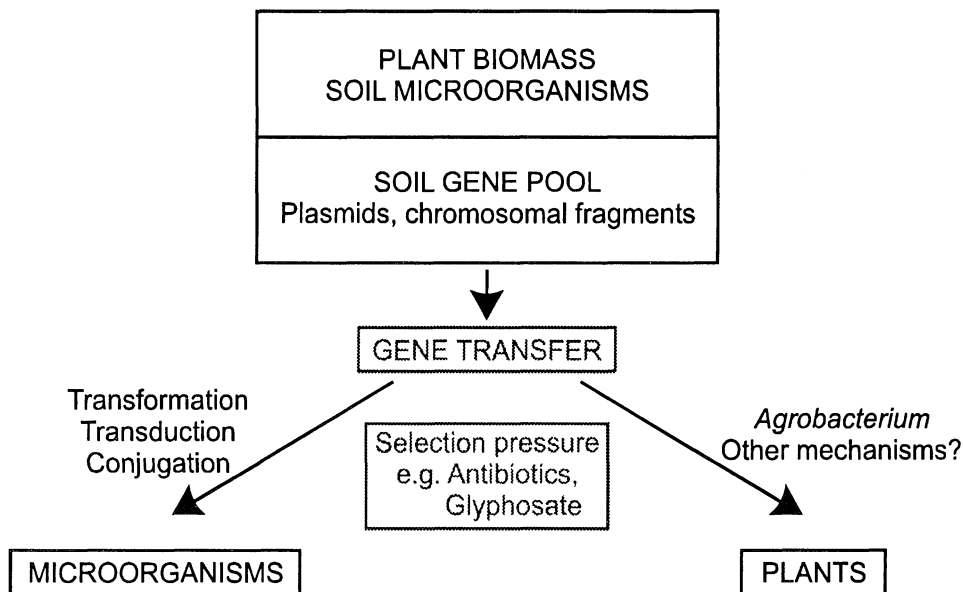 PLANT BIOMASS
SOIL MICROORGANISMS
SOIL GENE POOL
Plasmids, chromosomal fragments
GENE TRANSFER
Transformation
Transduction
Conjugation
Selection pressure
e.g. Antibiotics,
Glyphosate
Agrobacterium
Other mechanisms?
MICROORGANISMS
PLANTS